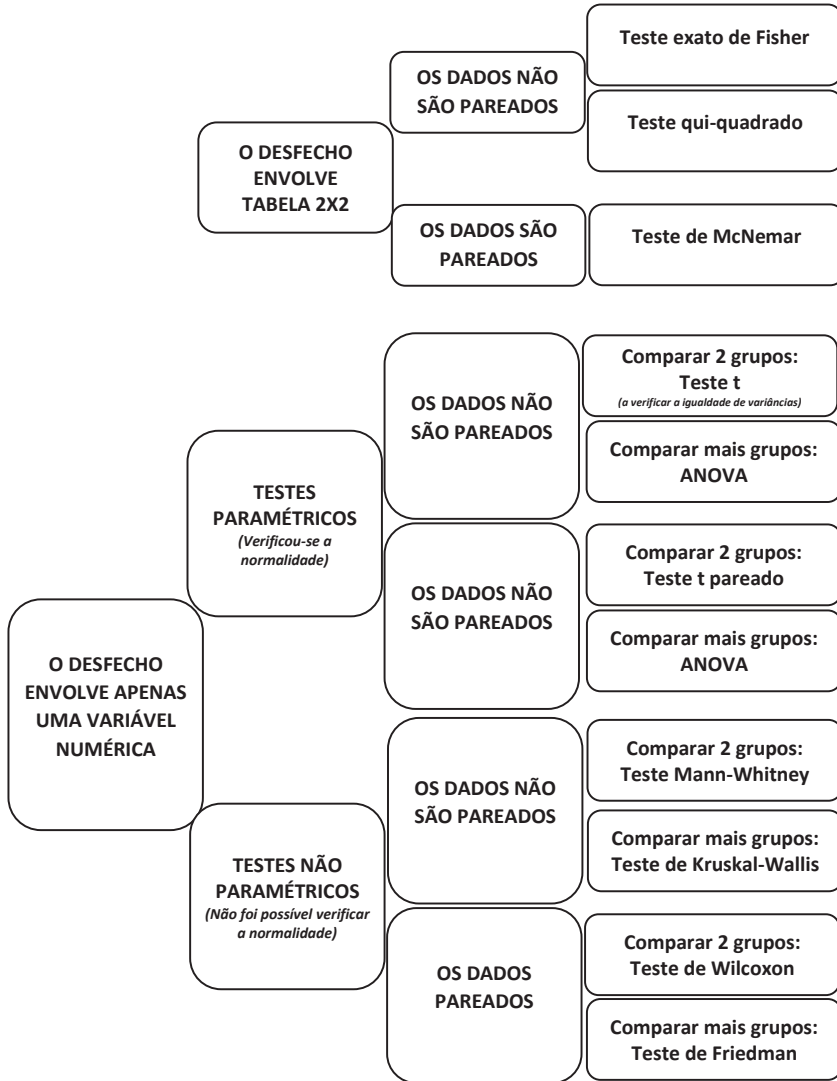 Teste exato de Fisher
OS DADOS NÃO
SÃO PAREADOS
Teste qui-quadrado
O DESFECHO
ENVOLVE
TABELA 2X2
OS DADOS SÃO
PAREADOS
Teste de McNemar
Comparar 2 grupos:
Teste t
(a verificar a igualdade de variâncias)
OS DADOS NÃO
SÃO PAREADOS
Comparar mais grupos:
ANOVA
TESTES
PARAMÉTRICOS
(Verificou-se a
normalidade)
Comparar 2 grupos:
Teste t pareado
OS DADOS NÃO
SÃO PAREADOS
Comparar mais grupos:
ANOVA
O DESFECHO
ENVOLVE APENAS
UMA VARIÁVEL
NUMÉRICA
Comparar 2 grupos:
Teste Mann-Whitney
OS DADOS NÃO
SÃO PAREADOS
Comparar mais grupos:
Teste de Kruskal-Wallis
TESTES NÃO
PARAMÉTRICOS
(Não foi possível verificar
a normalidade)
Comparar 2 grupos:
Teste de Wilcoxon
OS DADOS
PAREADOS
Comparar mais grupos:
Teste de Friedman